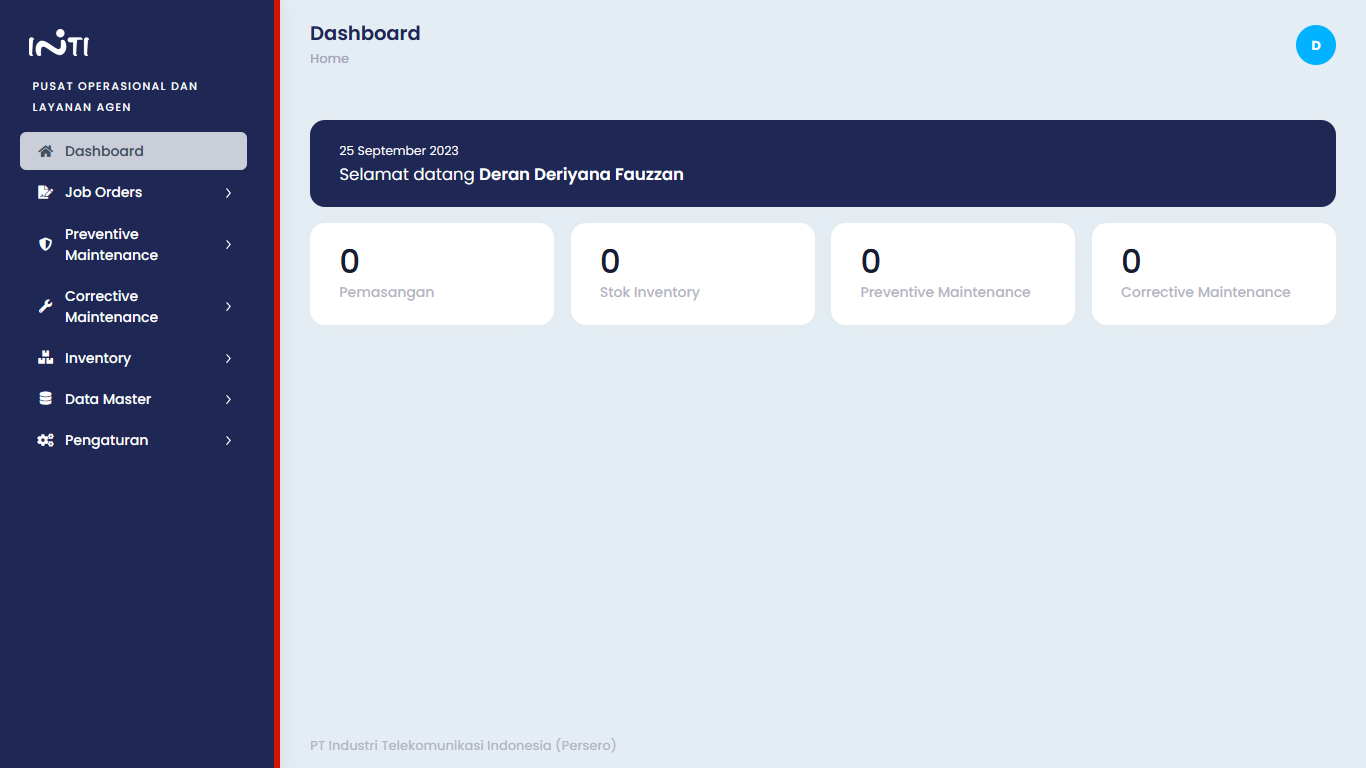 INTI
PUSAT OPERASIONAL DAN
LAYANAN AGEN
Dashboard
Job Orders
Preventive
Maintenance
Corrective
Maintenance
Inventory
Data Master
Pengaturan
Dashboard
Home
D
25 September 2023
Selamat datang Deran Deriyana Fauzzan
0
Pemasangan
0
Stok Inventory
0
Preventive Maintenance
0
Corrective Maintenance
PT Industri Telekomunikasi Indonesia (Persero)